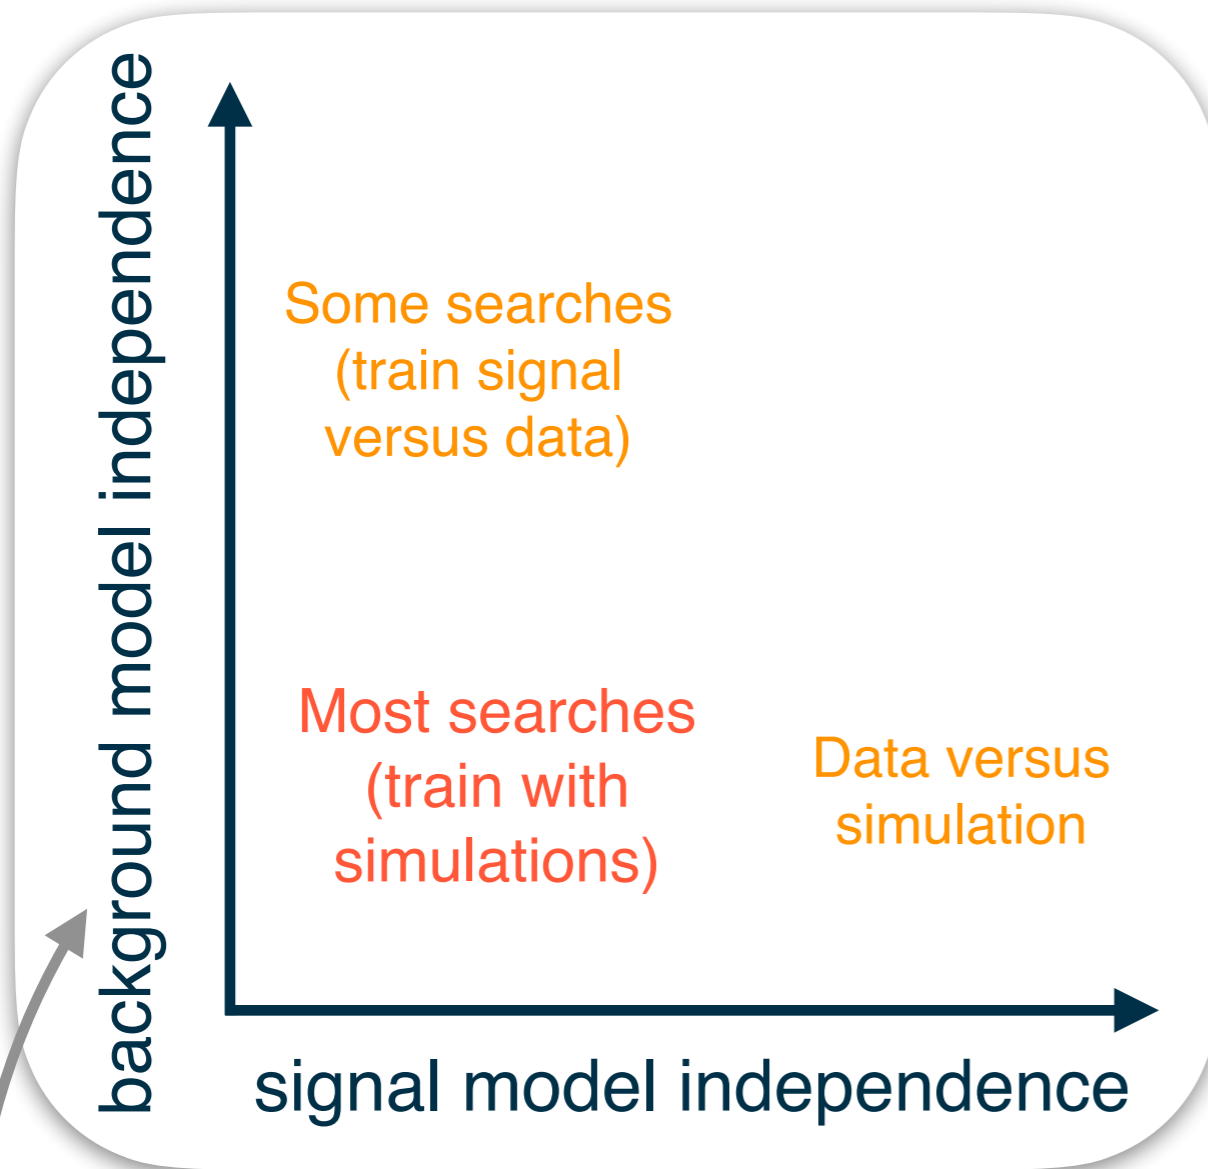 background model independence
Some searches
(train signal
versus data)
Most searches
(train with
simulations)
Data versus
simulation
signal model independence